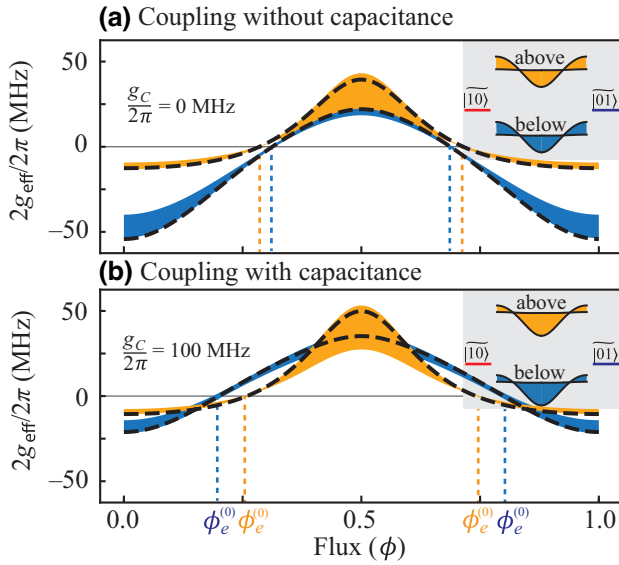 (a) Coupling without capacitance
2g_eff/2π (MHz)
50
0
−50
g_C/2π = 0 MHz
above
|10⟩
|01⟩
below
(b) Coupling with capacitance
2g_eff/2π (MHz)
50
0
−50
g_C/2π = 100 MHz
above
|10⟩
|01⟩
below
0.0
ϕ_e^(0)
ϕ_e^(0)
0.5
ϕ_e^(0)
ϕ_e^(0)
1.0
Flux (ϕ)